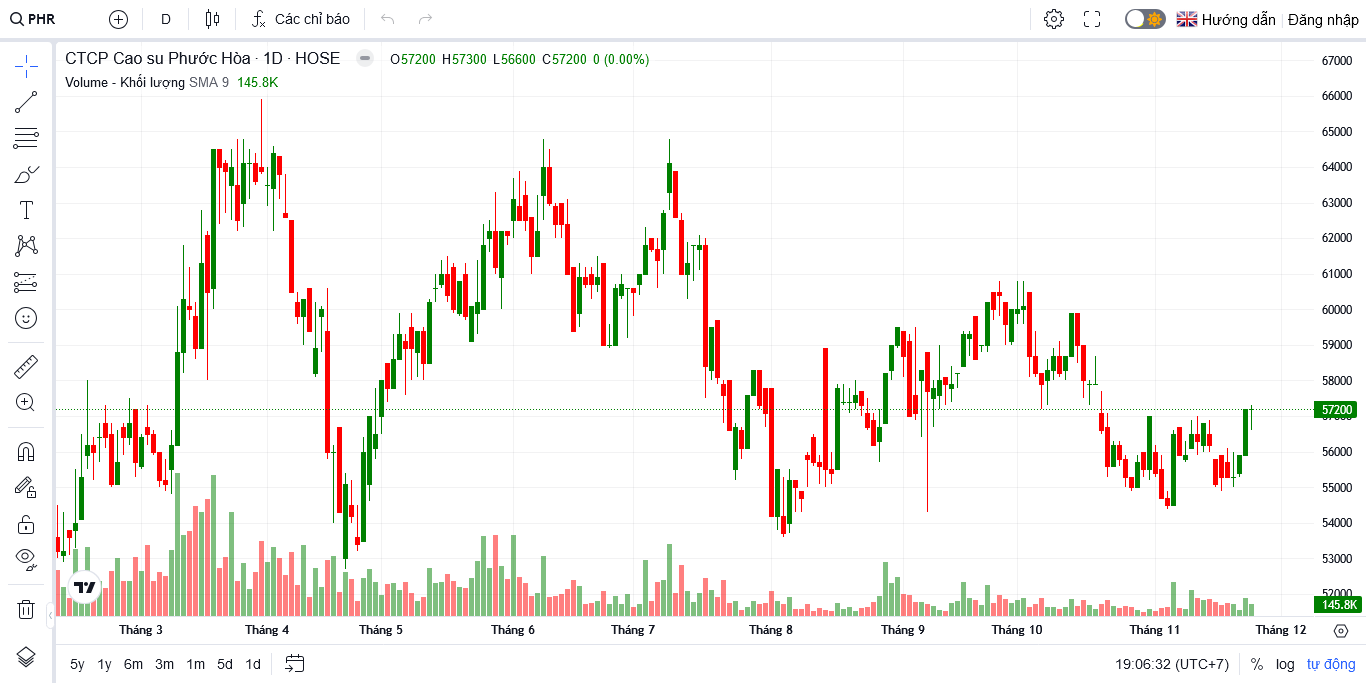 PHR D Các chỉ báo Hướng dẫn Đăng nhập
CTCP Cao su Phước Hòa · 1D · HOSE O57200 H57300 L56600 C57200 0 (0.00%)
Volume - Khối lượng SMA 9 145.8K
67000
66000
65000
64000
63000
62000
61000
60000
59000
58000
57200
57000
56000
55000
54000
53000
52000
145.8K
Tháng 3 Tháng 4 Tháng 5 Tháng 6 Tháng 7 Tháng 8 Tháng 9 Tháng 10 Tháng 11 Tháng 12
5y 1y 6m 3m 1m 5d 1d 19:06:32 (UTC+7) % log tự động